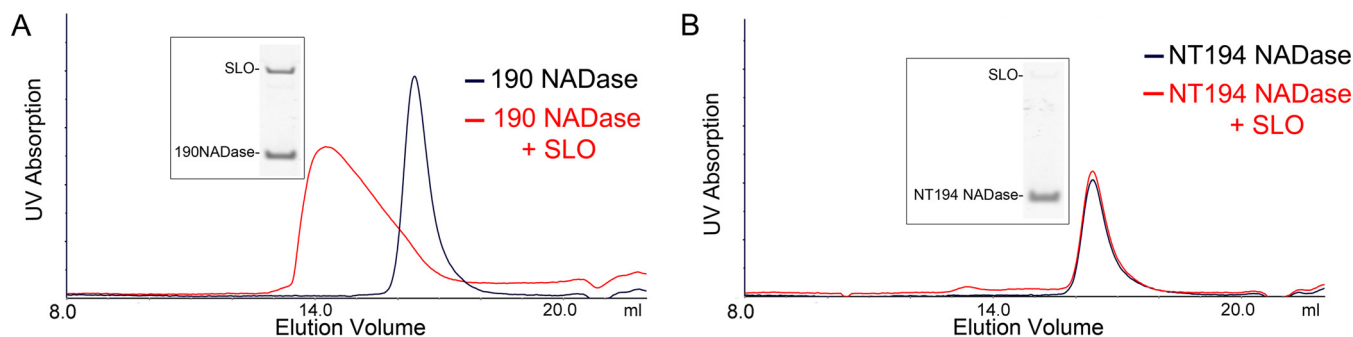 A
UV Absorption
SLO-
190NADase-
190 NADase
190 NADase
+ SLO
8.0
14.0
20.0
ml
Elution Volume
B
UV Absorption
SLO-
NT194 NADase-
NT194 NADase
NT194 NADase
+ SLO
8.0
14.0
20.0
ml
Elution Volume